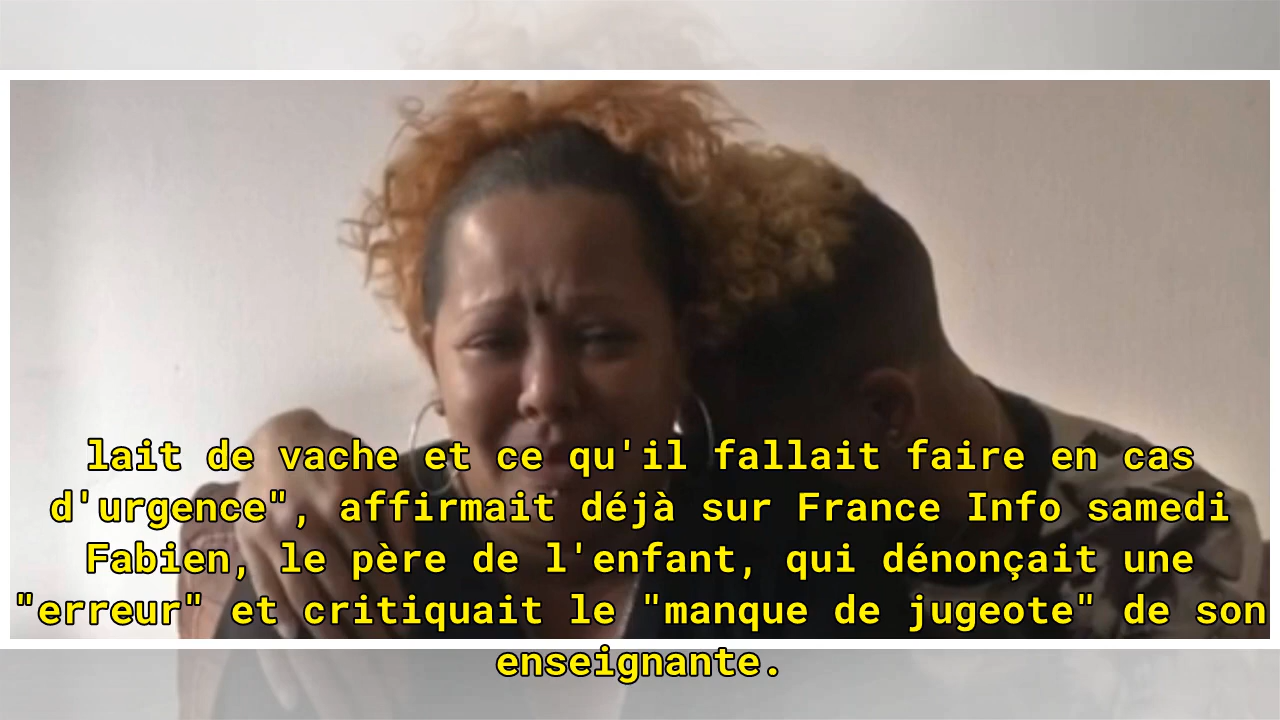 lait de vache et ce qu'il fallait faire en cas
d'urgence", affirmait déjà sur France Info samedi
Fabien, le père de l'enfant, qui dénonçait une
"erreur" et critiquait le "manque de jugeote" de son
enseignante.